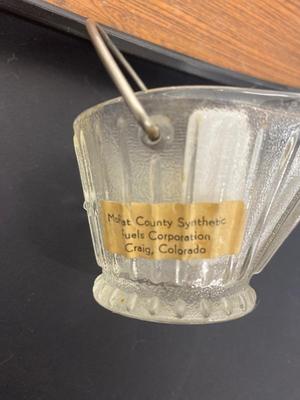 Moffat County Synthetic
Fuels Corporation
Craig, Colorado